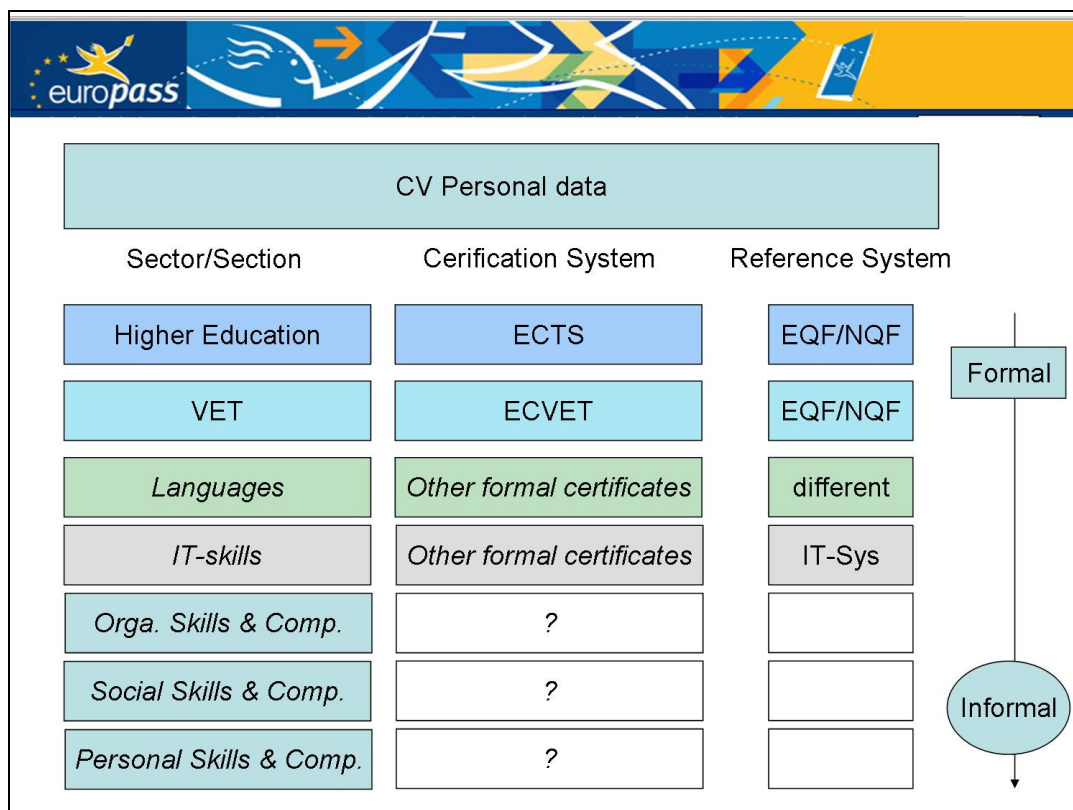 europass
CV Personal data
Sector/Section Cerification System Reference System
Higher Education ECTS EQF/NQF
Formal
VET ECVET EQF/NQF
Languages Other formal certificates different
IT-skills Other formal certificates IT-Sys
Orga. Skills & Comp. ?
Social Skills & Comp. ?
Informal
Personal Skills & Comp. ?